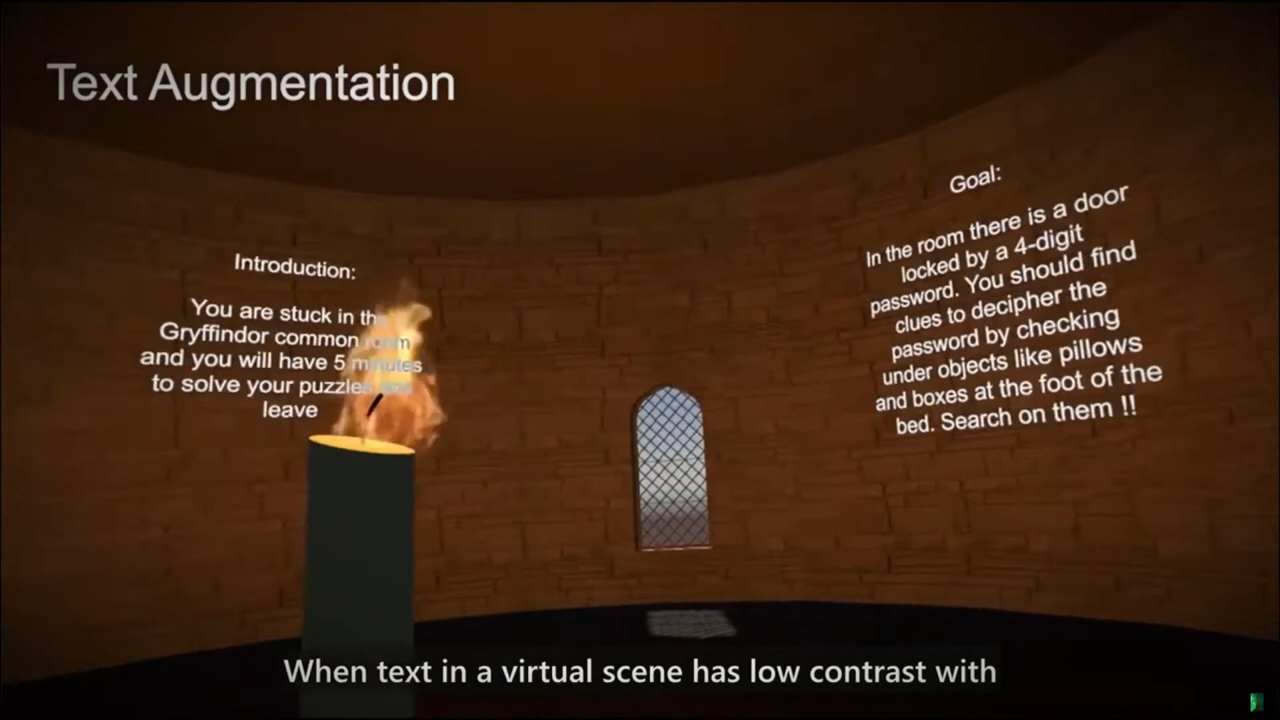 Text Augmentation
Introduction:
You are stuck in the
Gryffindor common room
and you will have 5 minutes
to solve your puzzles
leave
Goal:
In the room there is a door
locked by a 4-digit
password. You should find
clues to decipher the
password by checking
under objects like pillows
and boxes at the foot of the
bed. Search on them !!
When text in a virtual scene has low contrast with